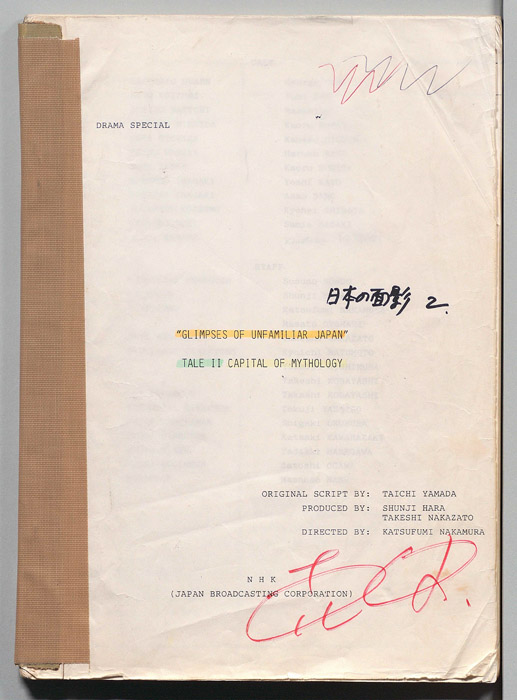 DRAMA SPECIAL
日本の面影 2.
"GLIMPSES OF UNFAMILIAR JAPAN"
TALE II CAPITAL OF MYTHOLOGY
ORIGINAL SCRIPT BY: TAICHI YAMADA
PRODUCED BY: SHUNJI HARA
TAKESHI NAKAZATO
DIRECTED BY: KATSUFUMI NAKAMURA
N H K
(JAPAN BROADCASTING CORPORATION)